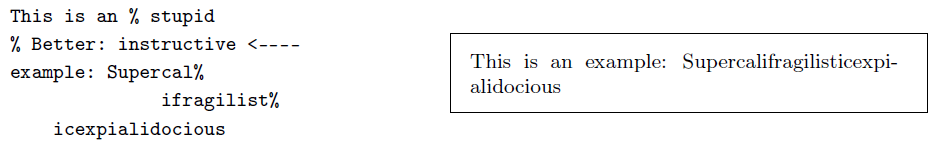 This is an % stupid
% Better: instructive <----
example: Supercal%
ifragilist%
icexpialidocious
This is an example: Supercalifragilisticexpi-
alidocious